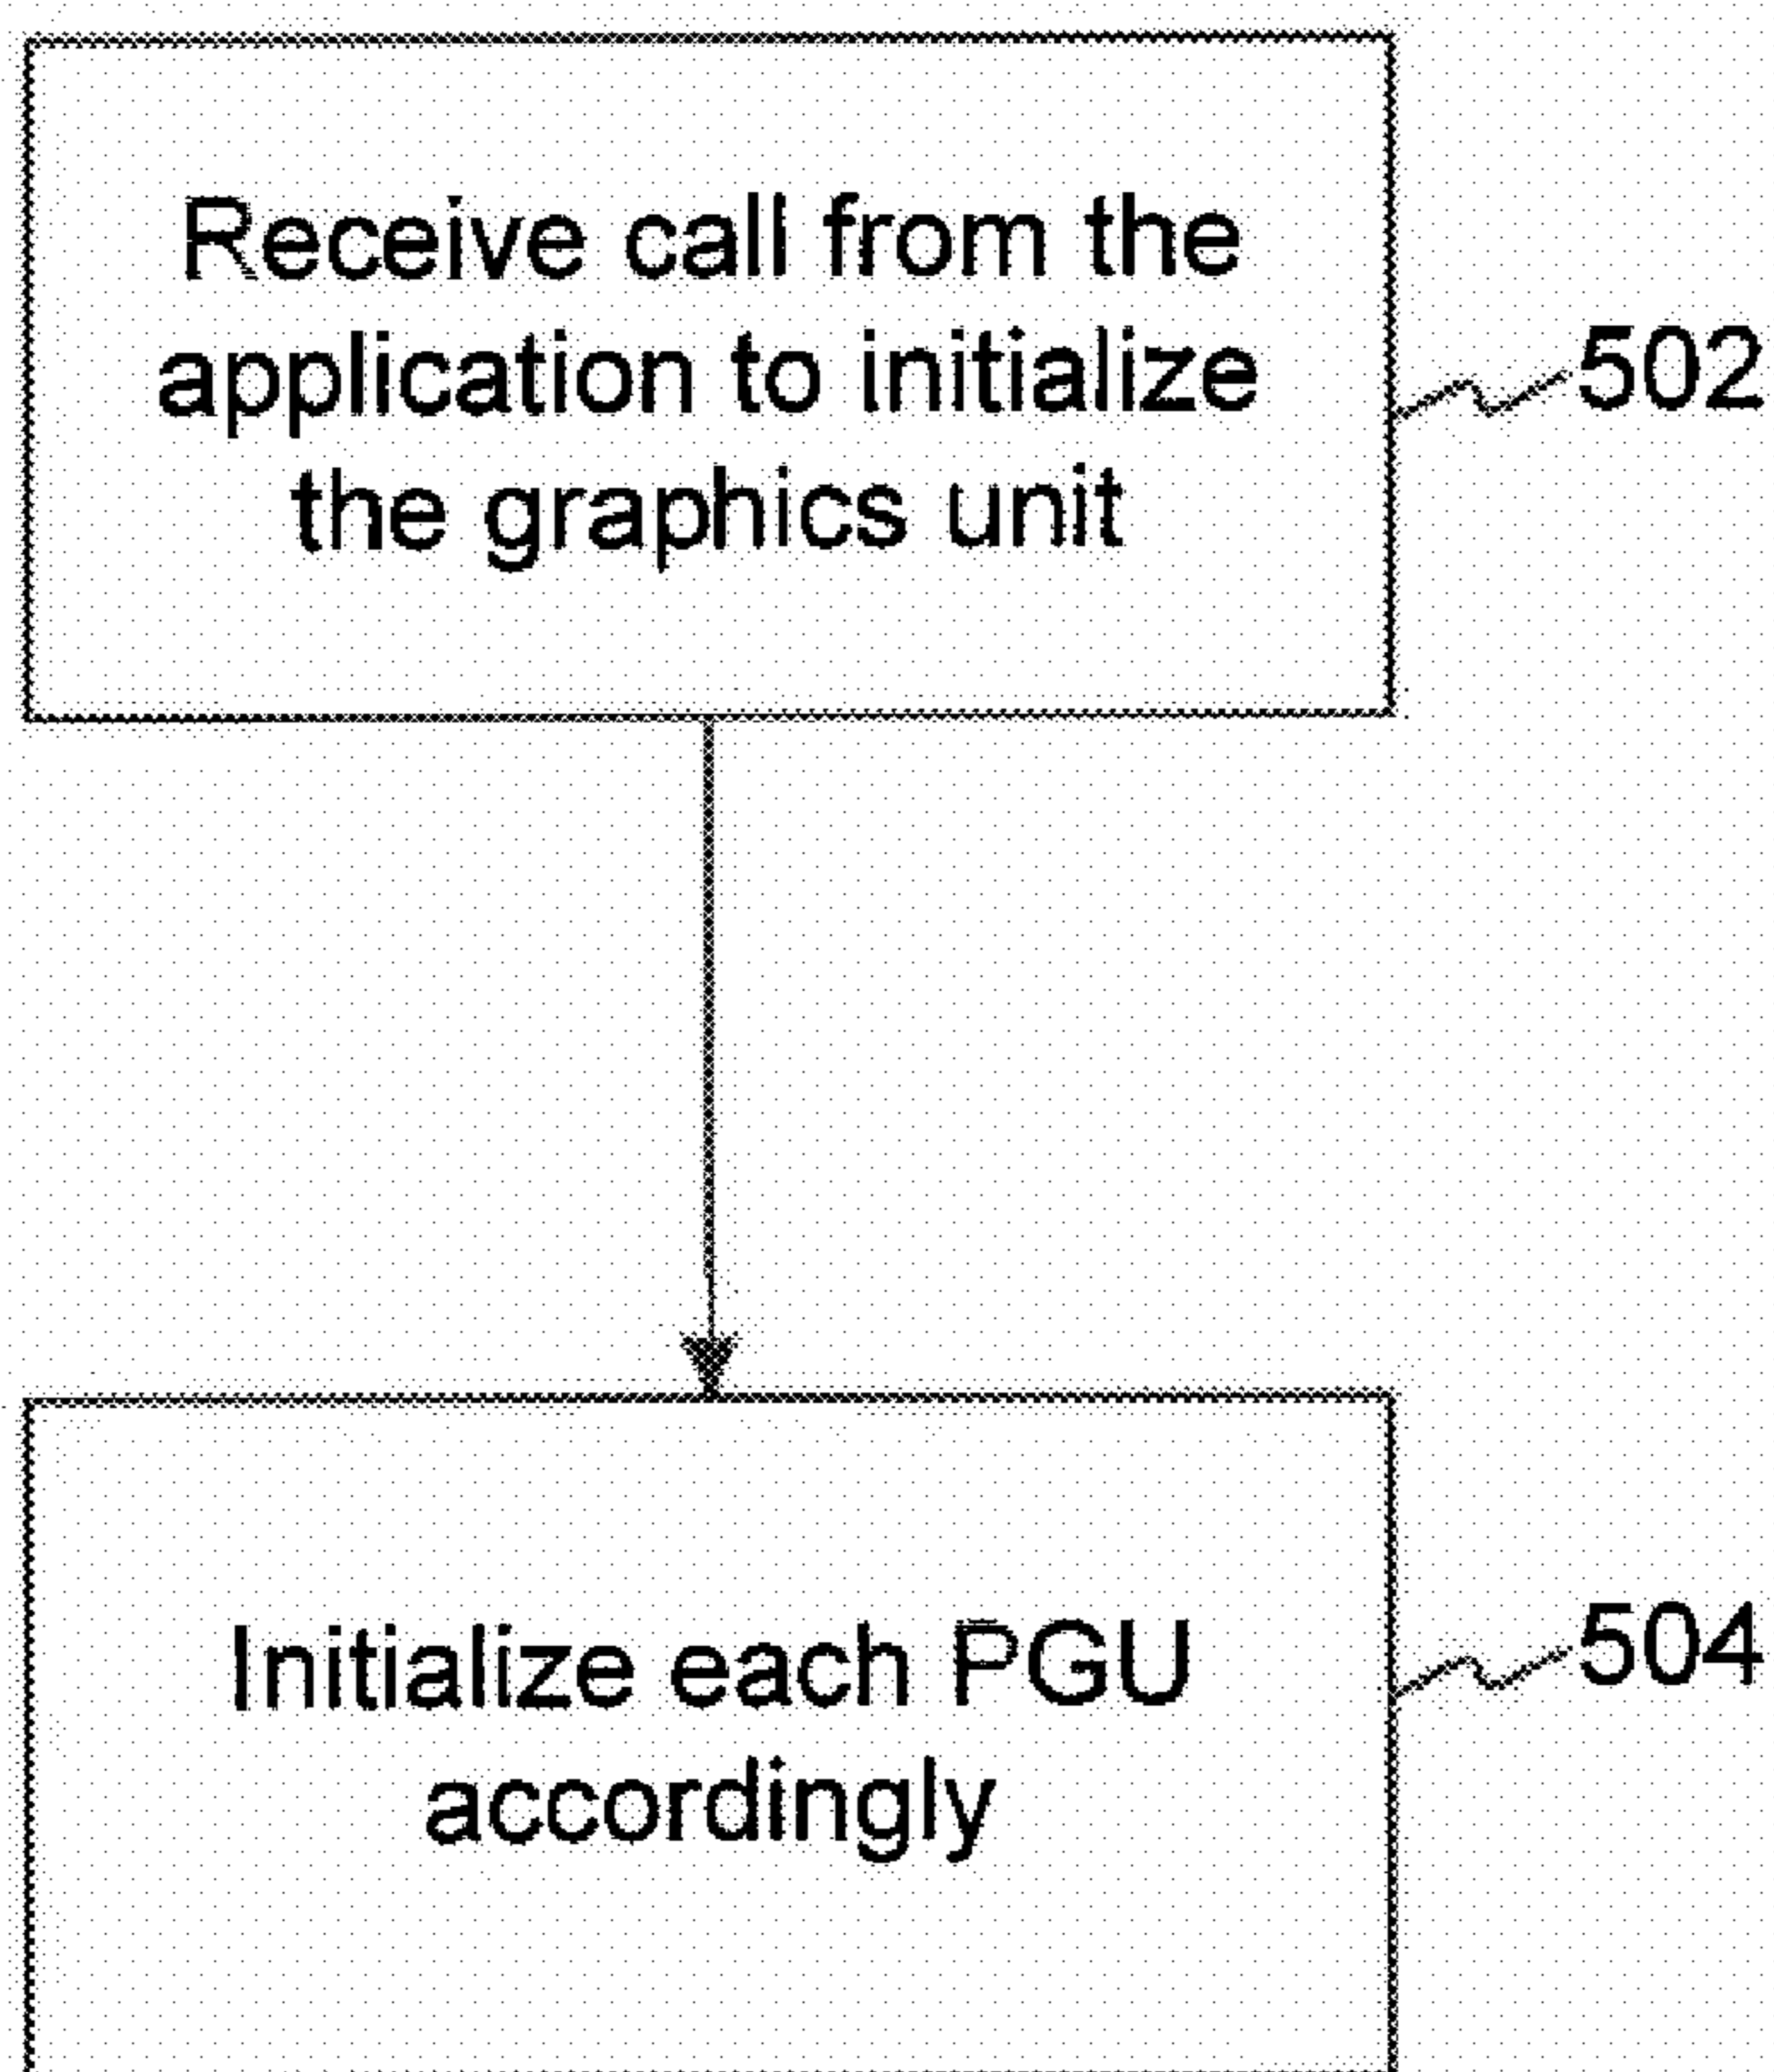 Receive call from the
application to initialize
the graphics unit
502
Initialize each PGU
accordingly
504